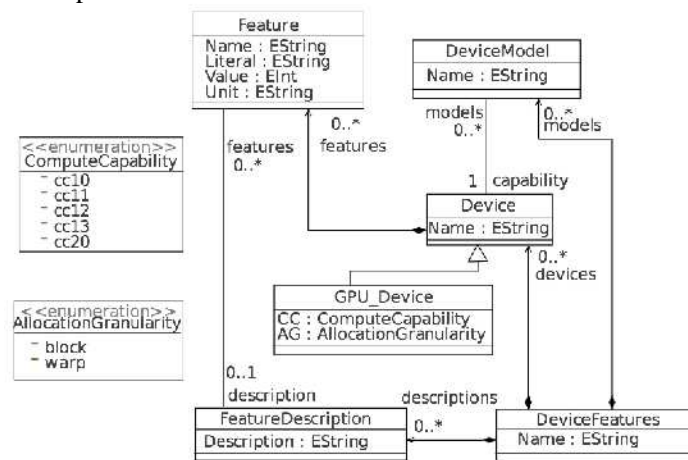 Feature
Name : EString
Literal : EString
Value : EInt
Unit : EString
DeviceModel
Name : EString
features
0..*
0..*
features
models
0..*
0..*
models
<<enumeration>>
ComputeCapability
cc10
cc11
cc12
cc13
cc20
1 capability
Device
Name : EString
0..*
devices
<<enumeration>>
AllocationGranularity
block
warp
GPU_Device
CC : ComputeCapability
AG : AllocationGranularity
0..1
description
descriptions
0..*
FeatureDescription
Description : EString
DeviceFeatures
Name : EString